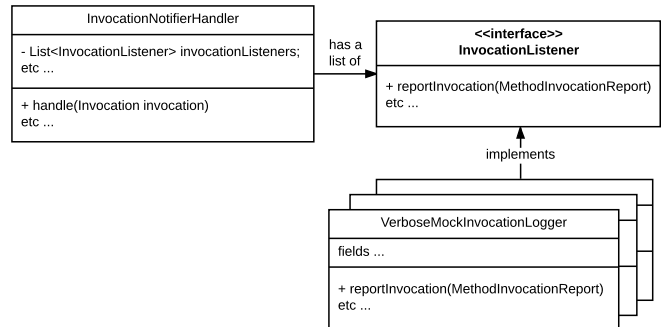 InvocationNotifierHandler
- List<InvocationListener> invocationListeners;
etc ...
+ handle(Invocation invocation)
etc ...
has a
list of
<<interface>>
InvocationListener
+ reportInvocation(MethodInvocationReport)
etc ...
implements
VerboseMockInvocationLogger
fields ...
+ reportInvocation(MethodInvocationReport)
etc ...